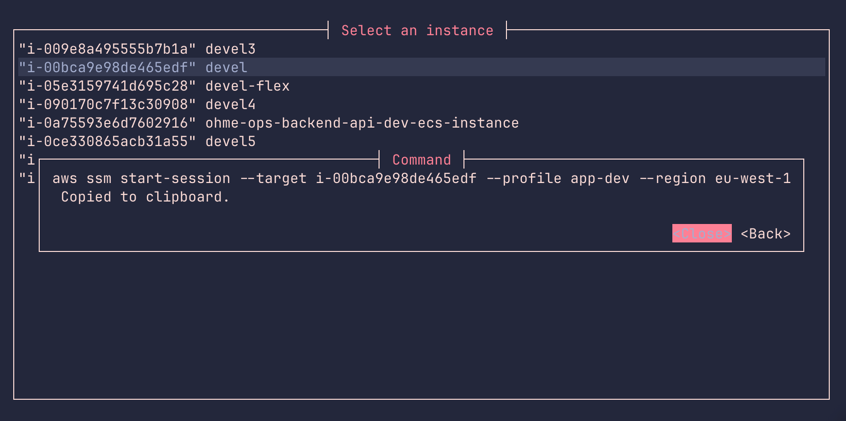 Select an instance
"i-009e8a495555b7b1a" devel3
"i-00bca9e98de465edf" devel
"i-05e3159741d695c28" devel-flex
"i-090170c7f13c30908" devel4
"i-0a75593e6d7602916" ohme-ops-backend-api-dev-ecs-instance
"i-0ce330865acb31a55" devel5
"i
"i
Command
aws ssm start-session --target i-00bca9e98de465edf --profile app-dev --region eu-west-1
Copied to clipboard.
<Close> <Back>